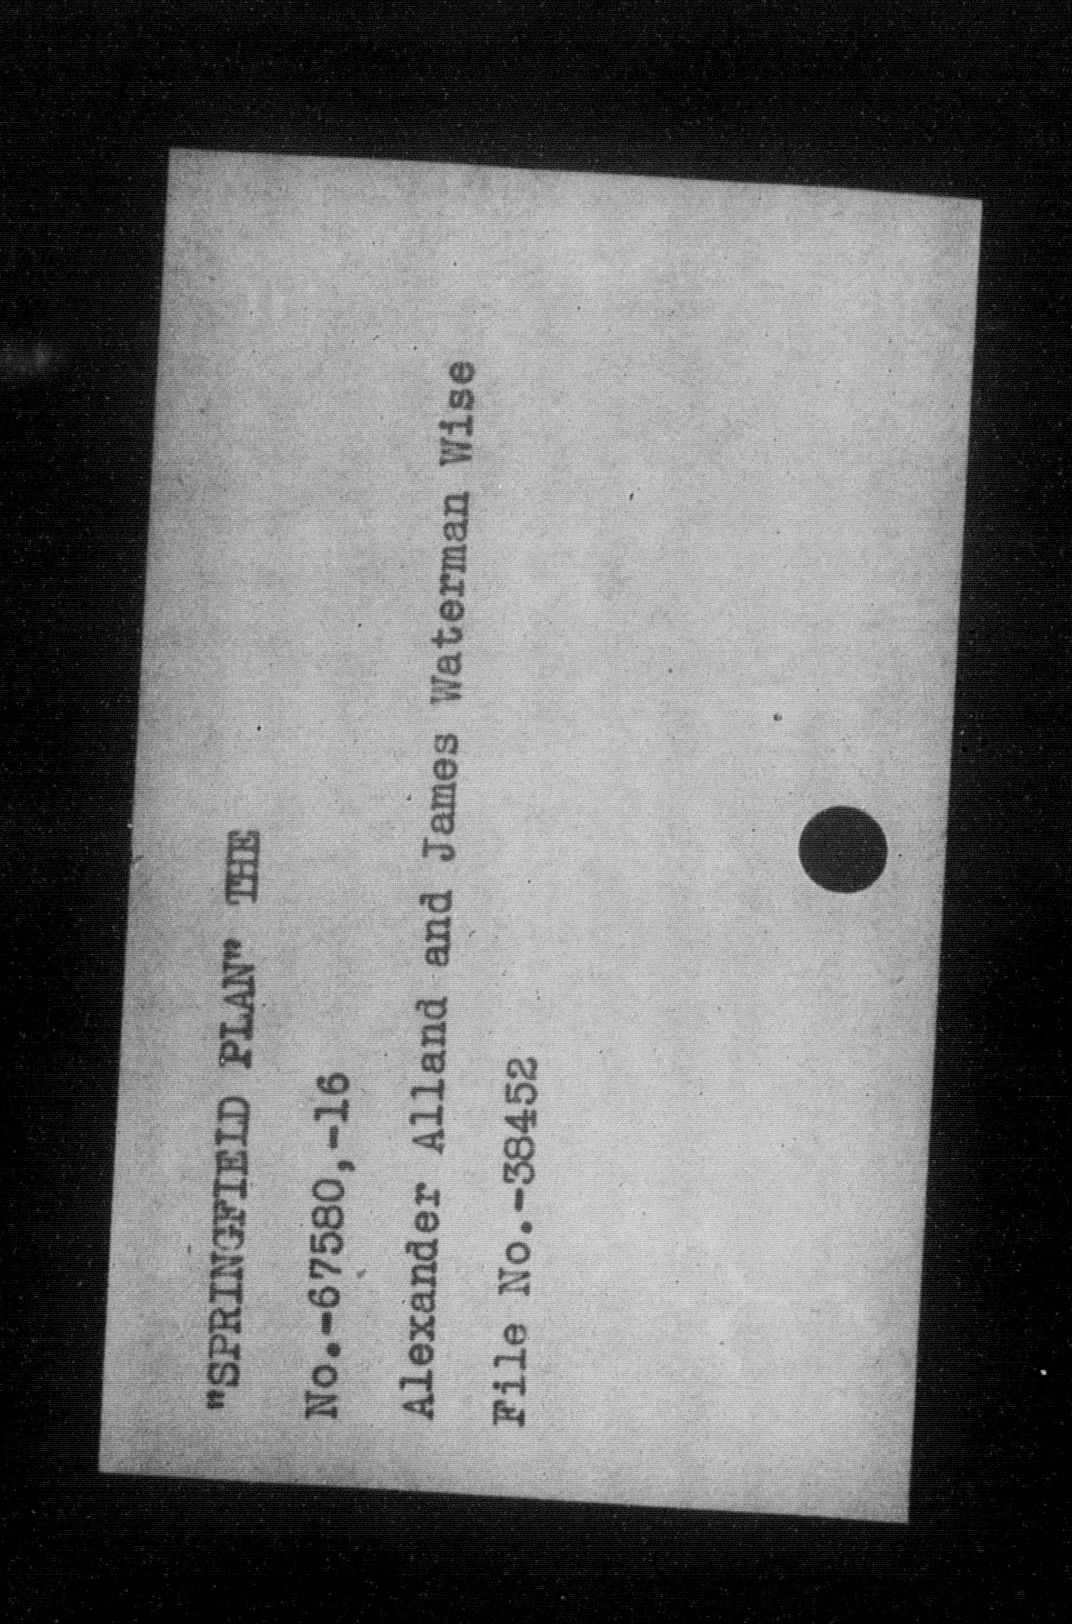 "SPRINGFIELD PLAN" THE
No.-67580,-16
Alexander Alland and James Waterman Wise
File No.-38452